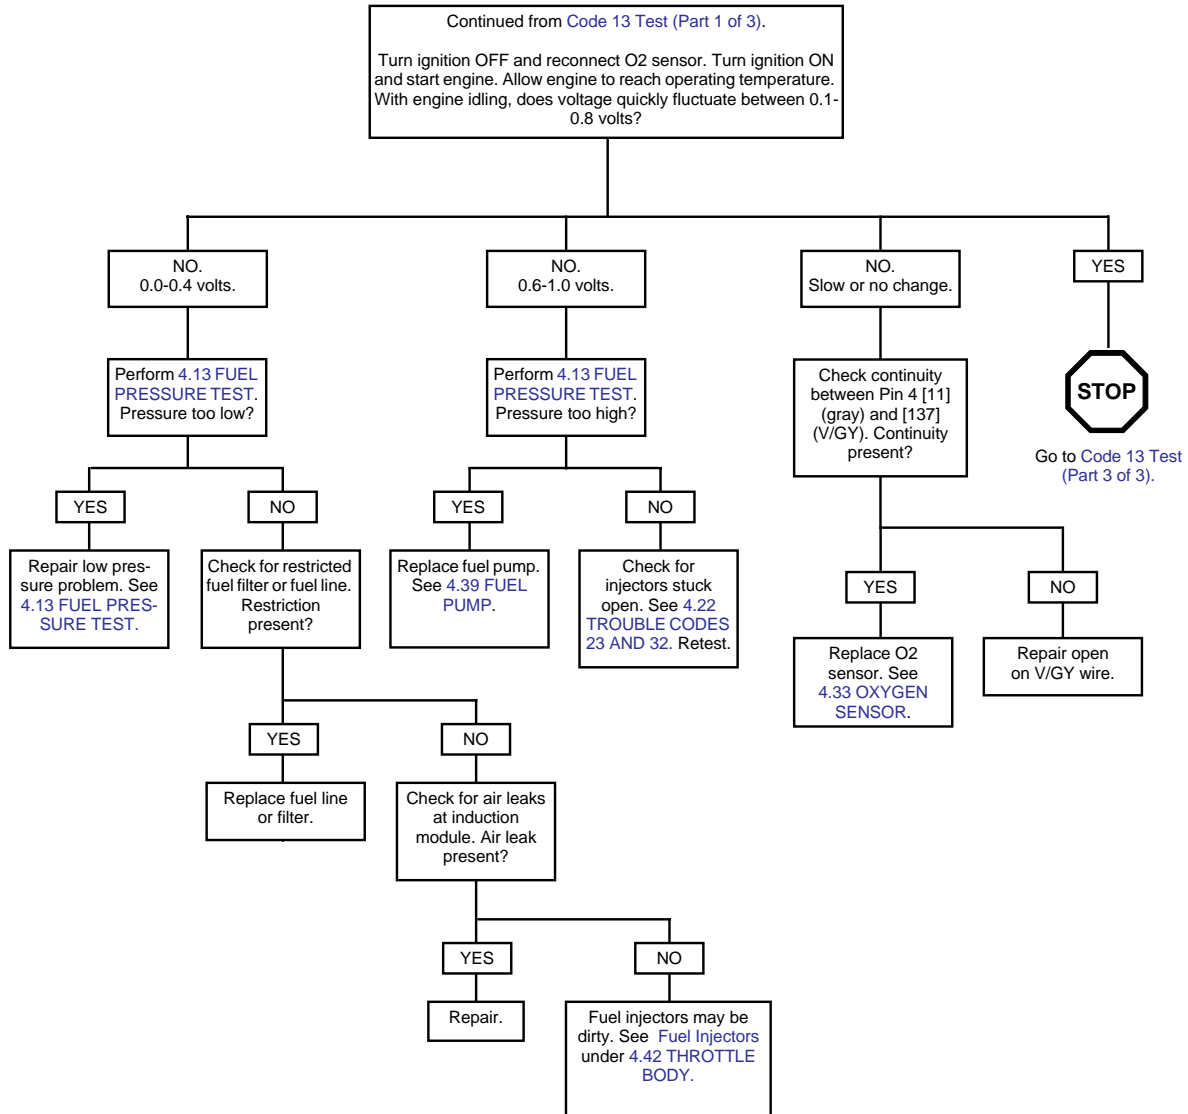 Continued from Code 13 Test (Part 1 of 3).
Turn ignition OFF and reconnect O2 sensor. Turn ignition ON
and start engine. Allow engine to reach operating temperature.
With engine idling, does voltage quickly fluctuate between 0.1-
0.8 volts?
NO.
0.0-0.4 volts.
NO.
0.6-1.0 volts.
NO.
Slow or no change.
YES
Perform 4.13 FUEL
PRESSURE TEST.
Pressure too low?
Perform 4.13 FUEL
PRESSURE TEST.
Pressure too high?
Check continuity
between Pin 4 [11]
(gray) and [137]
(V/GY). Continuity
present?
STOP
Go to Code 13 Test
(Part 3 of 3).
YES
NO
YES
NO
Repair low pres-
sure problem. See
4.13 FUEL PRES-
SURE TEST.
Check for restricted
fuel filter or fuel line.
Restriction
present?
Replace fuel pump.
See 4.39 FUEL
PUMP.
Check for
injectors stuck
open. See 4.22
TROUBLE CODES
23 AND 32. Retest.
YES
NO
Replace O2
sensor. See
4.33 OXYGEN
SENSOR.
Repair open
on V/GY wire.
YES
NO
Replace fuel line
or filter.
Check for air leaks
at induction
module. Air leak
present?
YES
NO
Repair.
Fuel injectors may be
dirty. See Fuel Injectors
under 4.42 THROTTLE
BODY.